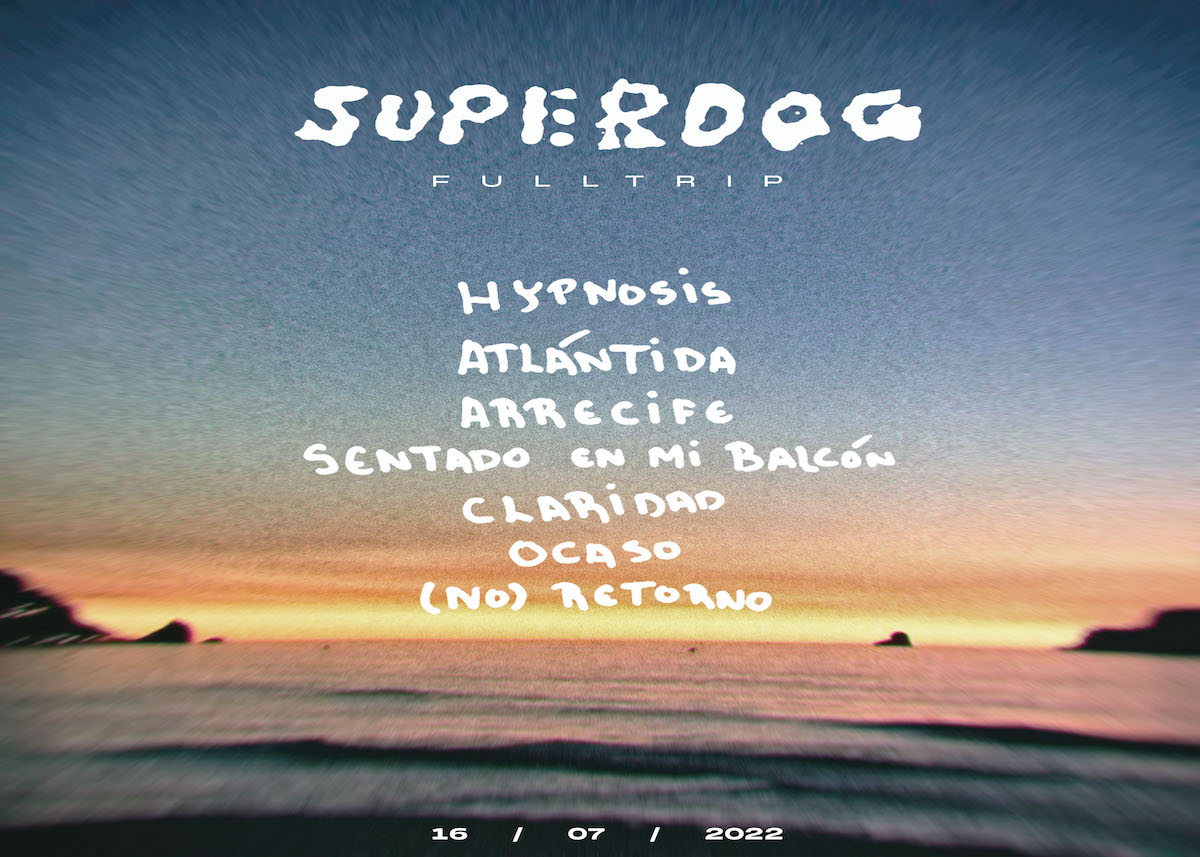 SUPERDOG
FULLTRIP
HYPNOSIS
ATLÁNTIDA
ARRECIFE
SENTADO EN MI BALCÓN
CLARIDAD
OCASO
(NO) RETORNO
16 / 07 / 2022